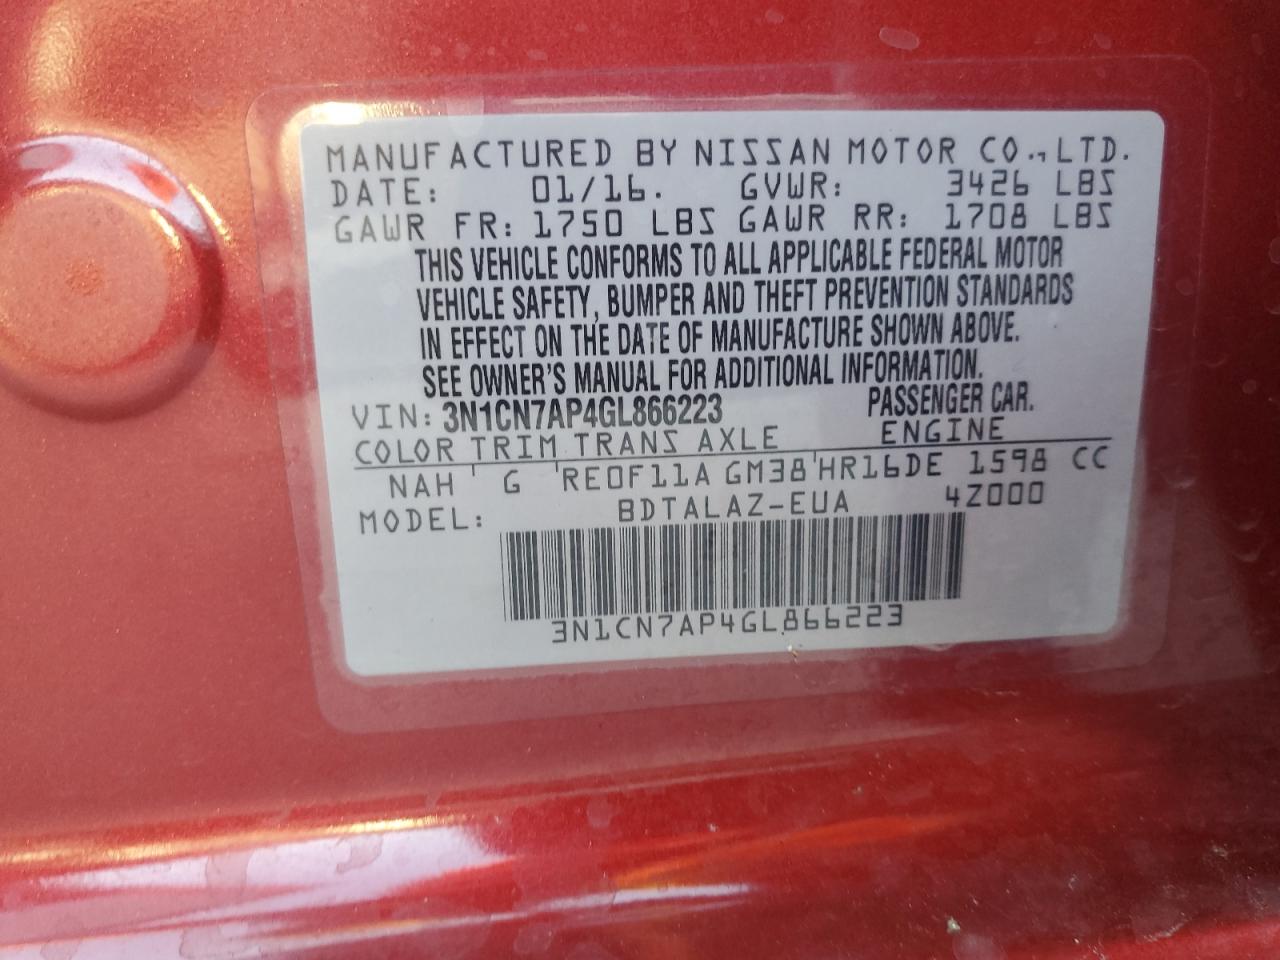 MANUFACTURED BY NISSAN MOTOR CO., LTD.
DATE: 01/16. GVWR: 3426 LBS
GAWR FR: 1750 LBS GAWR RR: 1708 LBS
THIS VEHICLE CONFORMS TO ALL APPLICABLE FEDERAL MOTOR
VEHICLE SAFETY, BUMPER AND THEFT PREVENTION STANDARDS
IN EFFECT ON THE DATE OF MANUFACTURE SHOWN ABOVE.
SEE OWNER'S MANUAL FOR ADDITIONAL INFORMATION.
VIN: 3N1CN7AP4GL866223 PASSENGER CAR.
COLOR TRIM TRANS AXLE ENGINE
NAH ' G ' RE0F11A GM38 ' HR16DE 1598 CC
MODEL: BDTALAZ-EUA 4Z000
3N1CN7AP4GL866223